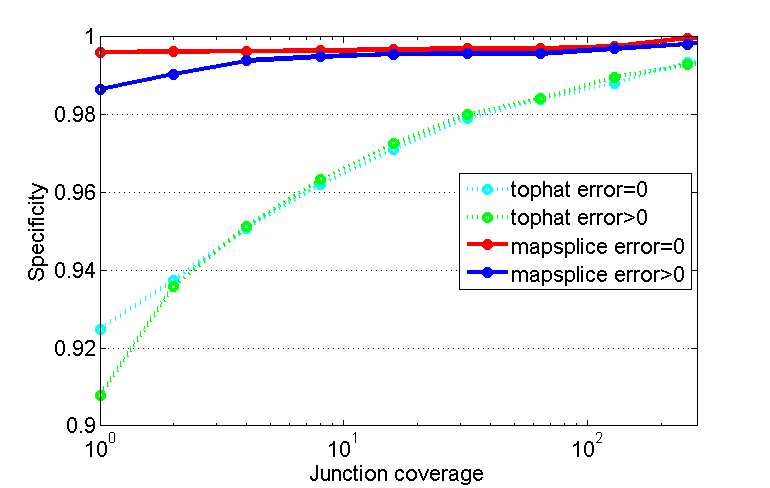 1
0.98
0.96
0.94
0.92
0.9
Specificity
tophat error=0
tophat error>0
mapsplice error=0
mapsplice error>0
10^0 10^1 10^2
Junction coverage